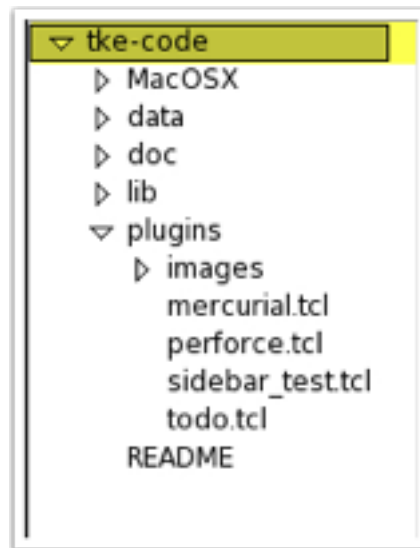 tke-code
MacOSX
data
doc
lib
plugins
images
mercurial.tcl
perforce.tcl
sidebar_test.tcl
todo.tcl
README